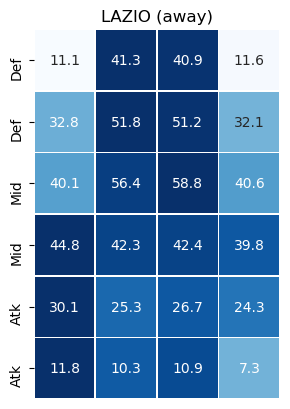 LAZIO (away)
Def 11.1 41.3 40.9 11.6
Def 32.8 51.8 51.2 32.1
Mid 40.1 56.4 58.8 40.6
Mid 44.8 42.3 42.4 39.8
Atk 30.1 25.3 26.7 24.3
Atk 11.8 10.3 10.9 7.3